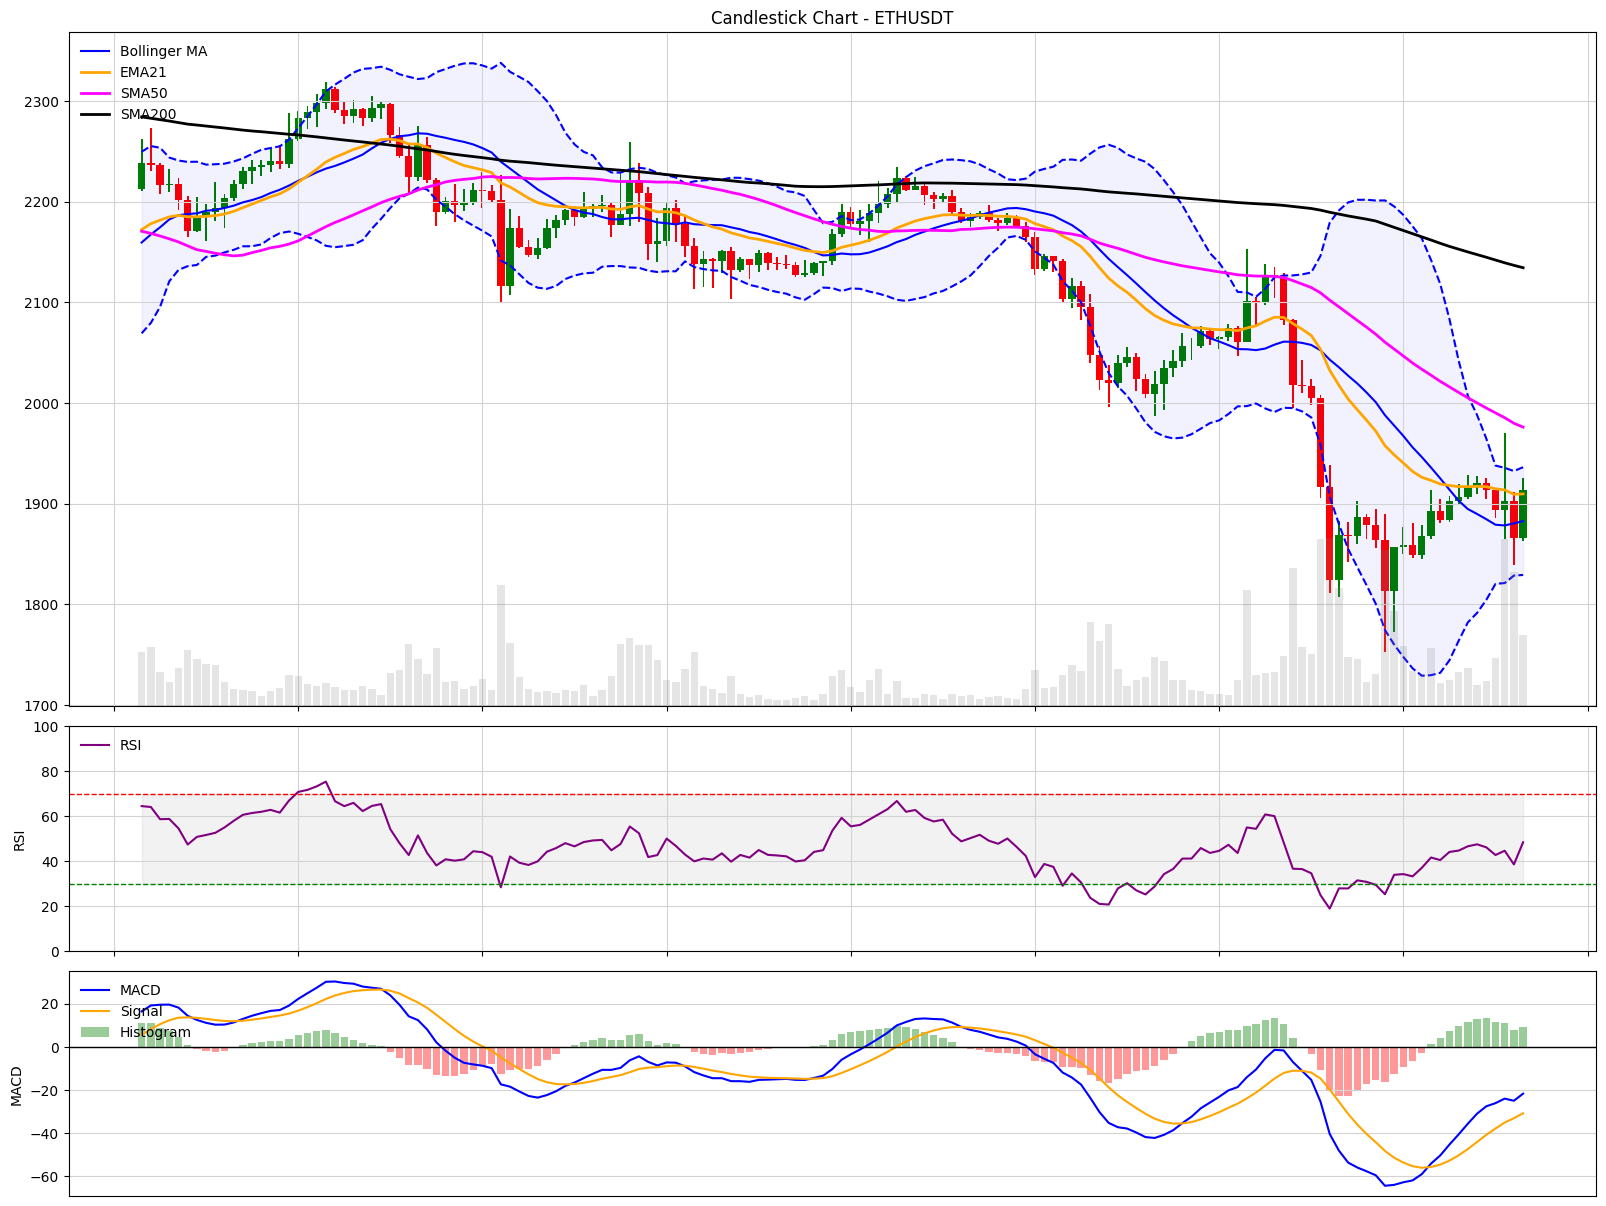 Candlestick Chart - ETHUSDT
Bollinger MA
EMA21
SMA50
SMA200
2300
2200
2100
2000
1900
1800
1700
RSI
100
80
60
40
20
0
RSI
MACD
Signal
Histogram
20
0
−20
−40
−60
MACD